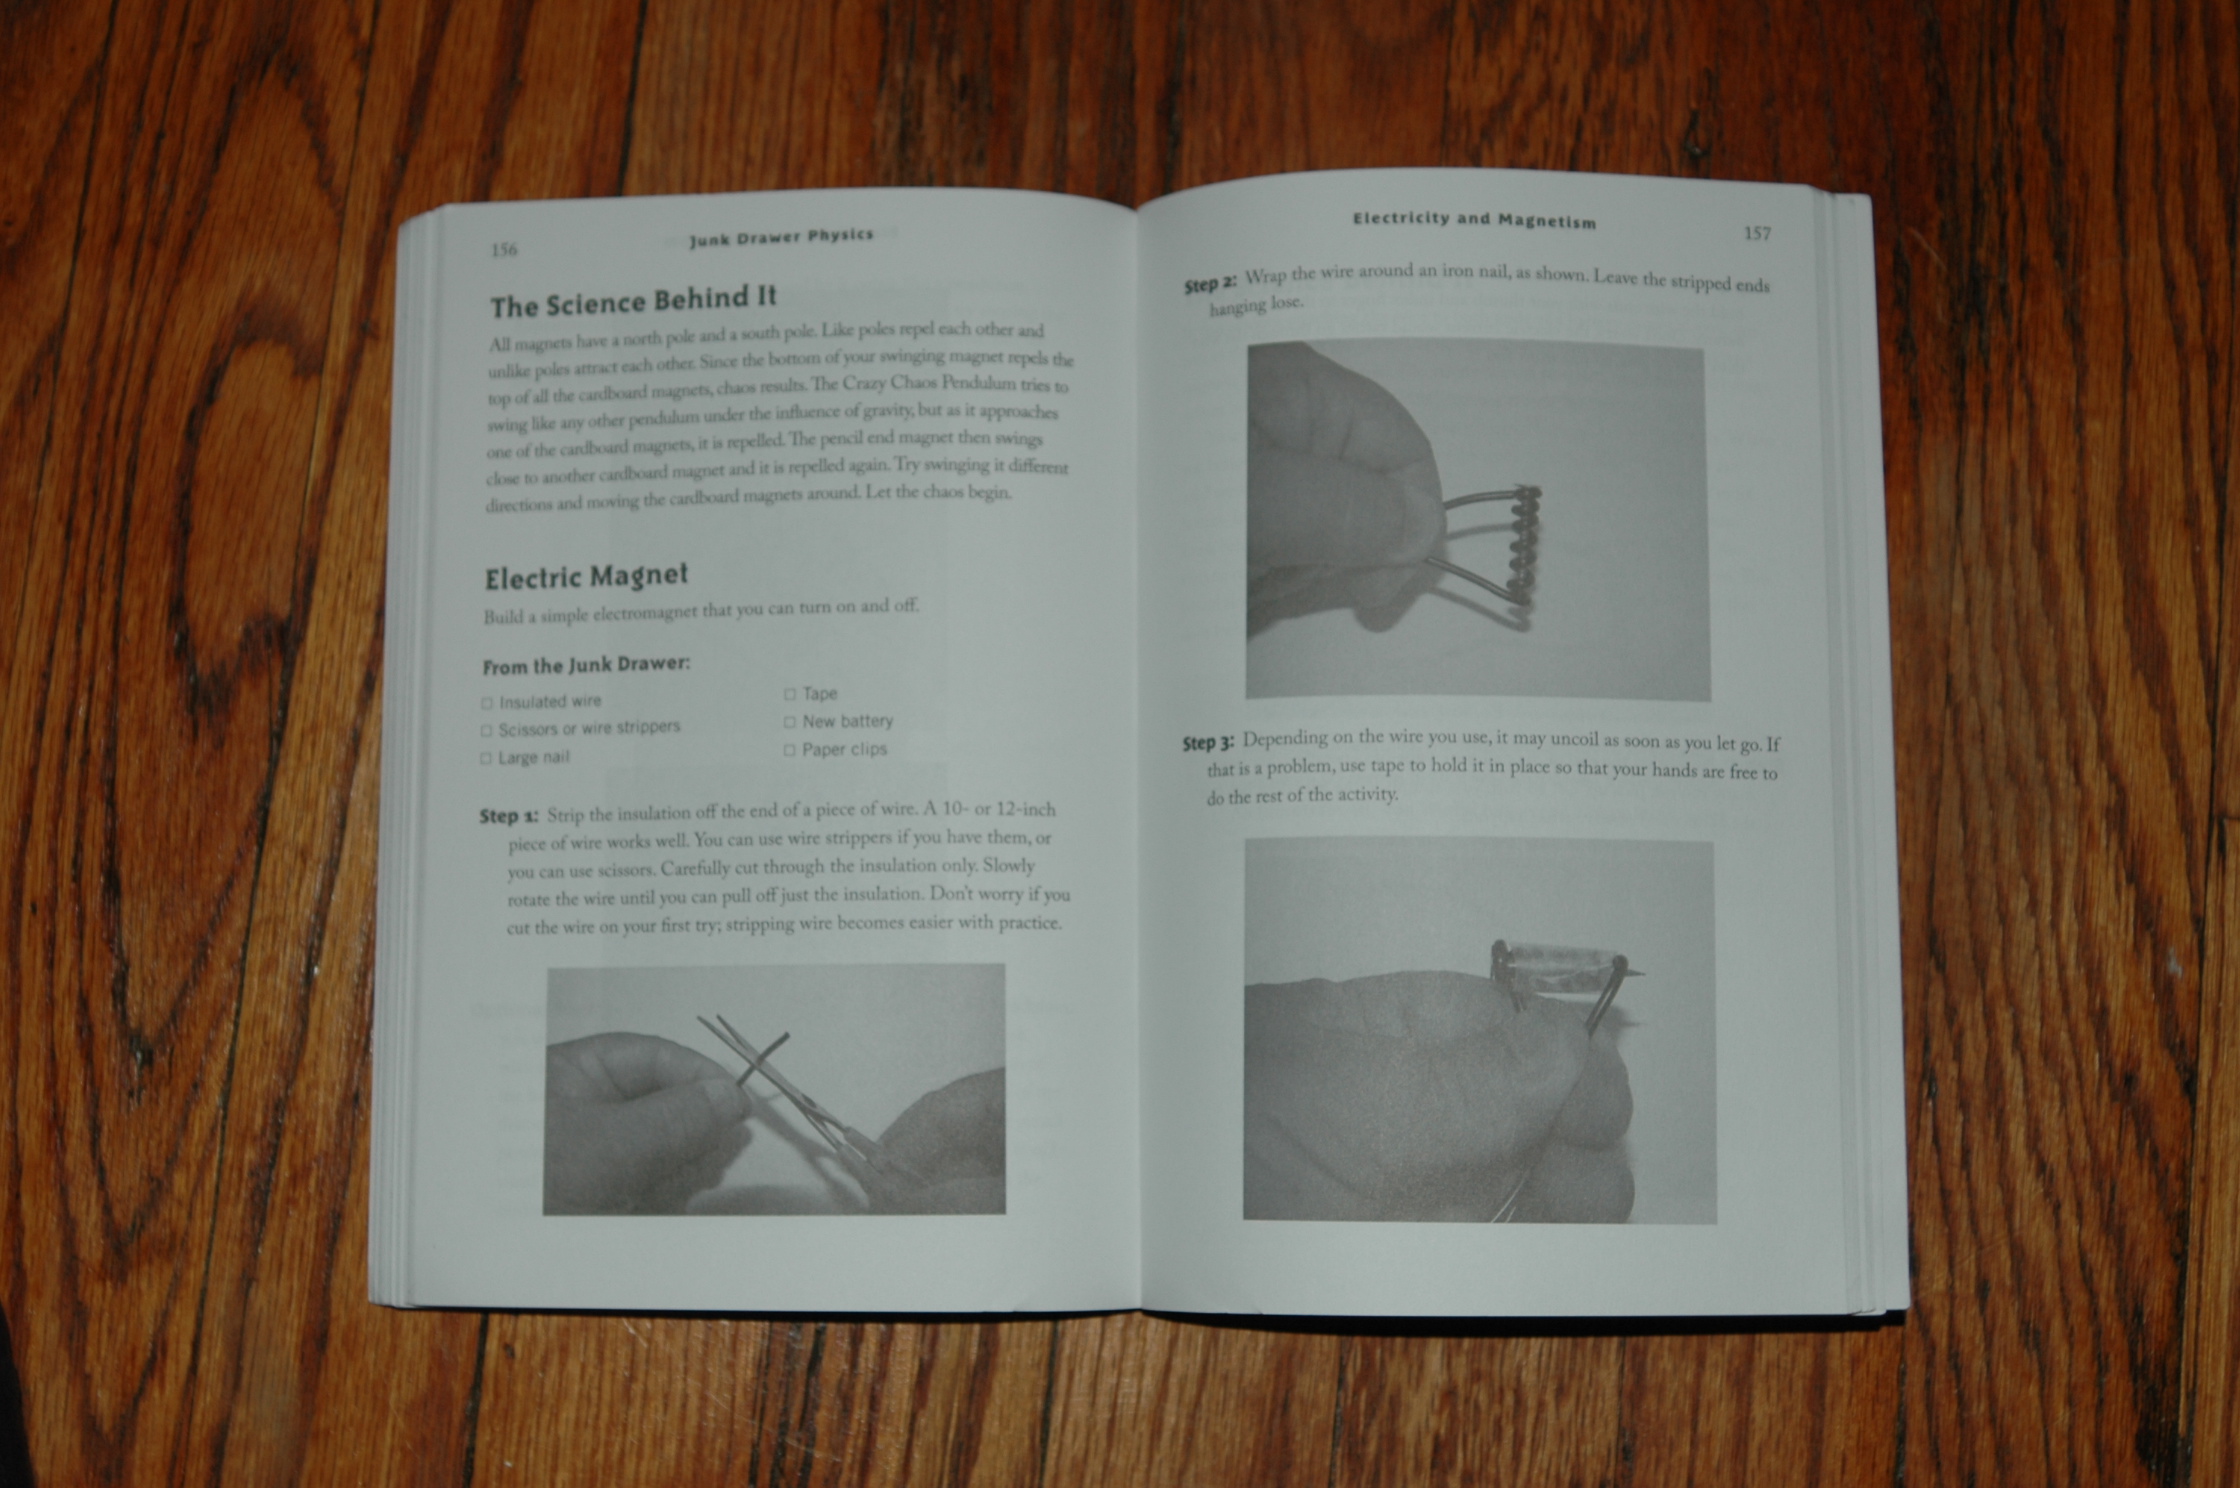 156
Junk Drawer Physics
The Science Behind It
All magnets have a north pole and a south pole. Like poles repel each other and
unlike poles attract each other. Since the bottom of your swinging magnet repels the
top of all the cardboard magnets, chaos results. The Crazy Chaos Pendulum tries to
swing like any other pendulum under the influence of gravity, but as it approaches
one of the cardboard magnets, it is repelled. The pencil end magnet then swings
close to another cardboard magnet and it is repelled again. Try swinging it different
directions and moving the cardboard magnets around. Let the chaos begin.
Electric Magnet
Build a simple electromagnet that you can turn on and off.
From the Junk Drawer:
□ Insulated wire
□ Scissors or wire strippers
□ Large nail
□ Tape
□ New battery
□ Paper clips
Step 1: Strip the insulation off the end of a piece of wire. A 10- or 12-inch
piece of wire works well. You can use wire strippers if you have them, or
you can use scissors. Carefully cut through the insulation only. Slowly
rotate the wire until you can pull off just the insulation. Don't worry if you
cut the wire on your first try; stripping wire becomes easier with practice.
Electricity and Magnetism
157
Step 2: Wrap the wire around an iron nail, as shown. Leave the stripped ends
hanging lose.
Step 3: Depending on the wire you use, it may uncoil as soon as you let go. If
that is a problem, use tape to hold it in place so that your hands are free to
do the rest of the activity.